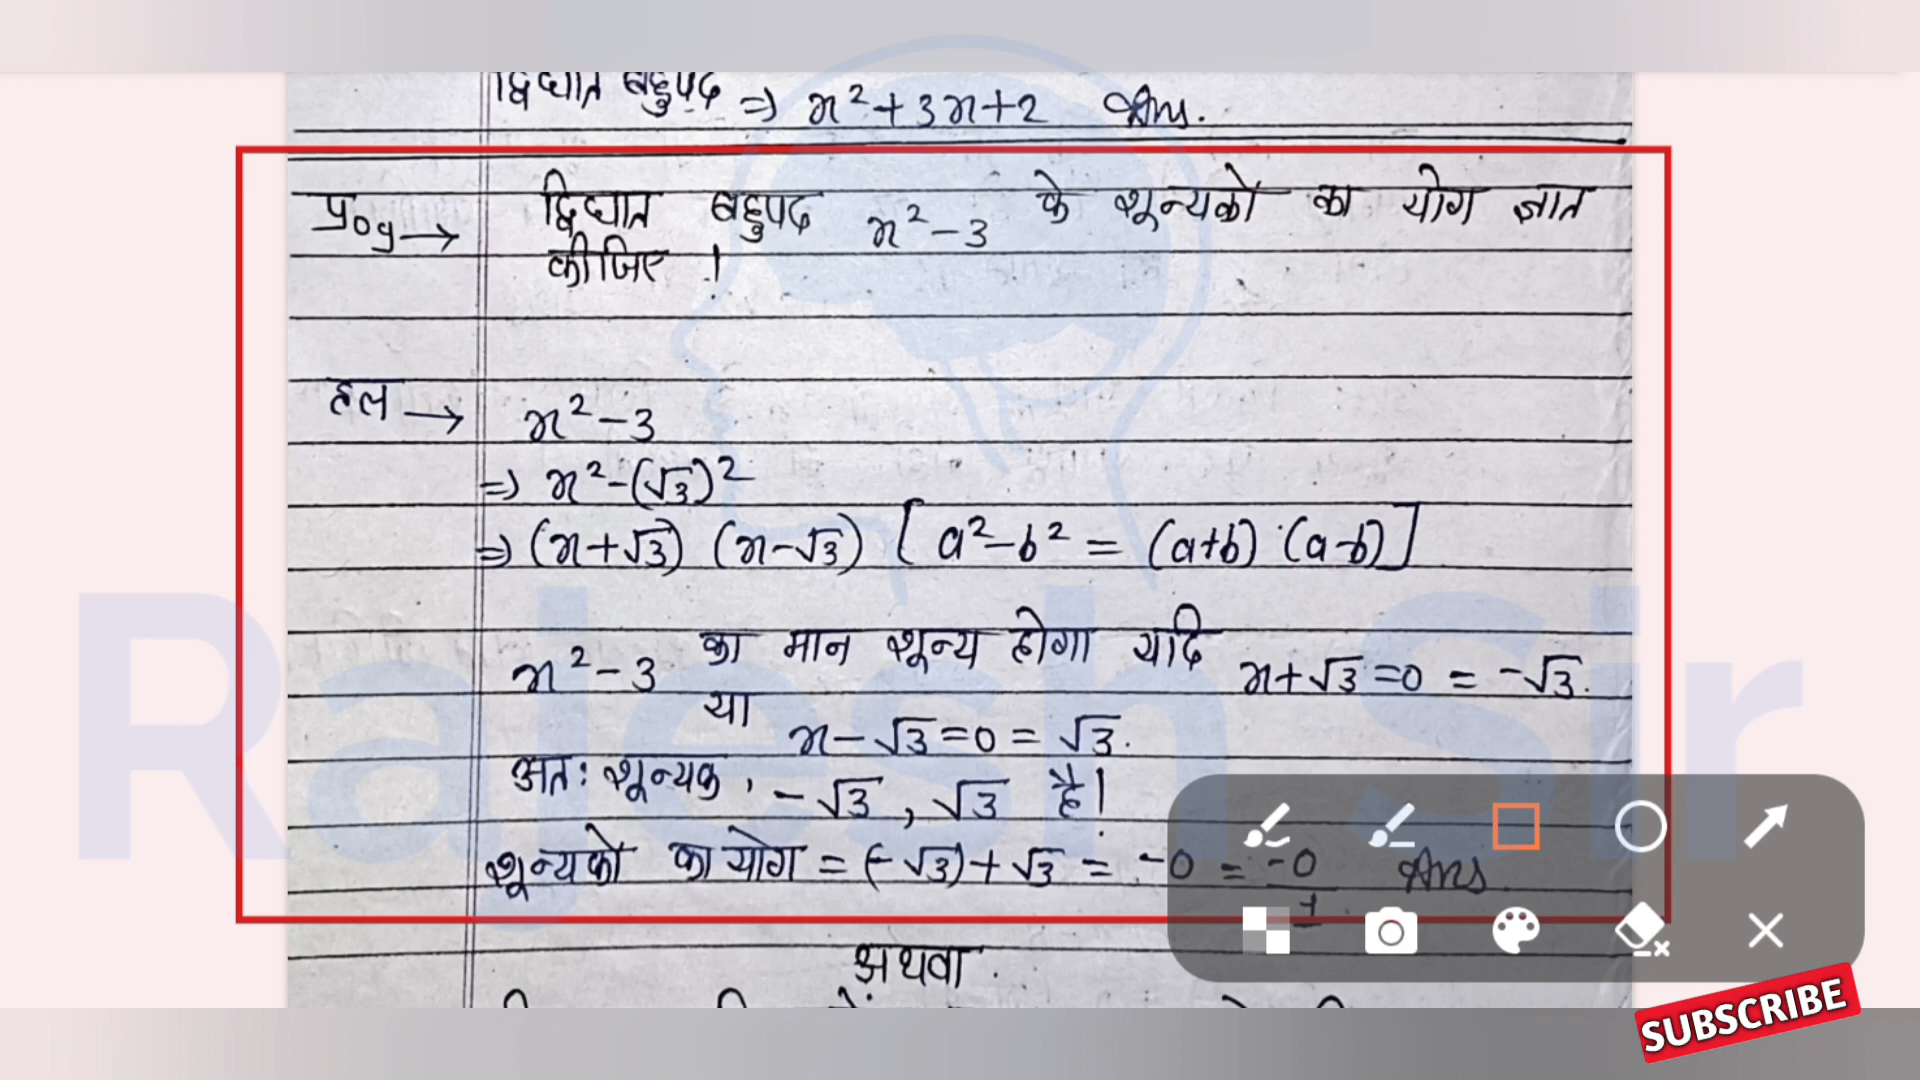 द्विघात बहुपद => x² + 3x + 2 Ans.
प्र०9 → द्विघात बहुपद x² - 3 के शून्यको का योग ज्ञात
कीजिए !
हल → x² - 3
=> x² - (√3)²
=> (x + √3) (x - √3) [ a² - b² = (a+b) (a-b) ]
x² - 3 का मान शून्य होगा यदि x + √3 = 0 = -√3.
या x - √3 = 0 = √3.
अतः शून्यक, -√3, √3 है!
शून्यको का योग = (-√3) + √3 = -0 = -0/1 Ans
अथवा
Rajesh Sir
SUBSCRIBE